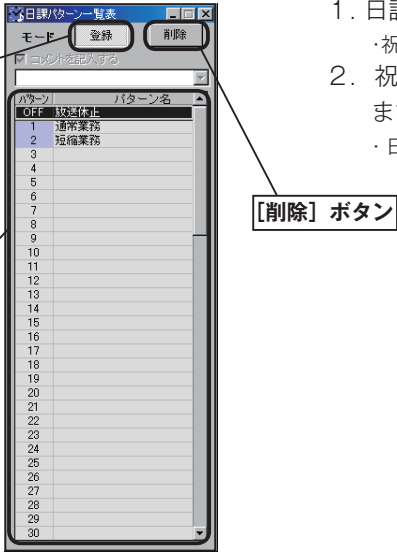 日課パターン一覧表
モード 登録 削除
コメントを記入する
パターン パターン名
OFF 放送休止
1 通常業務
2 短縮業務
3
4
5
6
7
8
9
10
11
12
13
14
15
16
17
18
19
20
21
22
23
24
25
26
27
28
29
30
1. 日課
・祝
2. 祝
ます
・日
[削除] ボタン